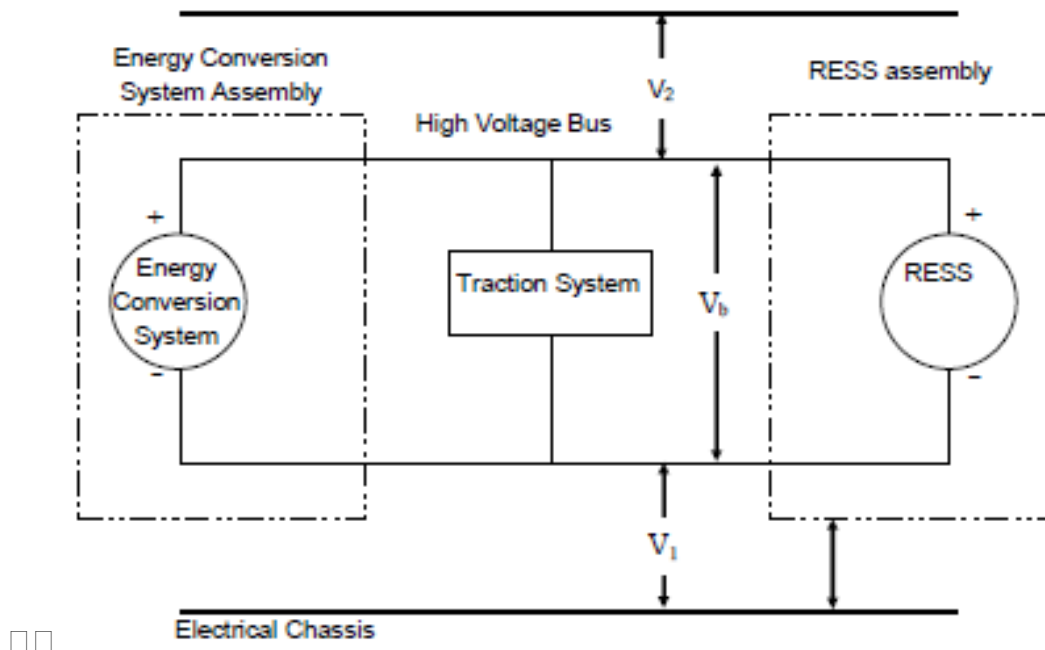 Energy Conversion
System Assembly
V2
RESS assembly
High Voltage Bus
+
+
Energy
Conversion
System
Traction System
Vb
RESS
-
-
V1
Electrical Chassis